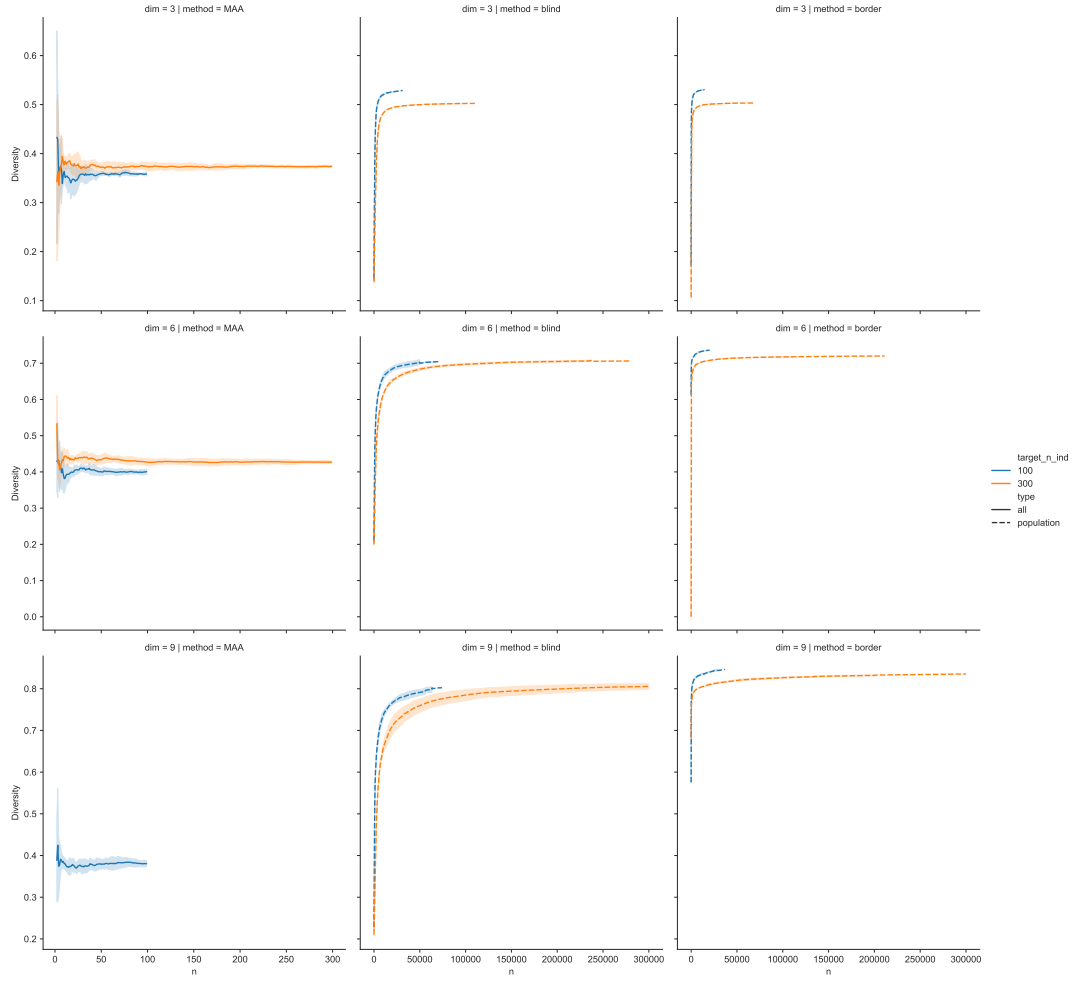 dim = 3 | method = MAA
dim = 3 | method = blind
dim = 3 | method = border
0.6
0.5
0.4
0.3
0.2
0.1
Diversity
dim = 6 | method = MAA
dim = 6 | method = blind
dim = 6 | method = border
0.7
0.6
0.5
0.4
0.3
0.2
0.1
0.0
Diversity
target_n_ind
100
300
type
all
population
dim = 9 | method = MAA
dim = 9 | method = blind
dim = 9 | method = border
0.8
0.7
0.6
0.5
0.4
0.3
0.2
Diversity
0 50 100 150 200 250 300
0 50000 100000 150000 200000 250000 300000
0 50000 100000 150000 200000 250000 300000
n
n
n